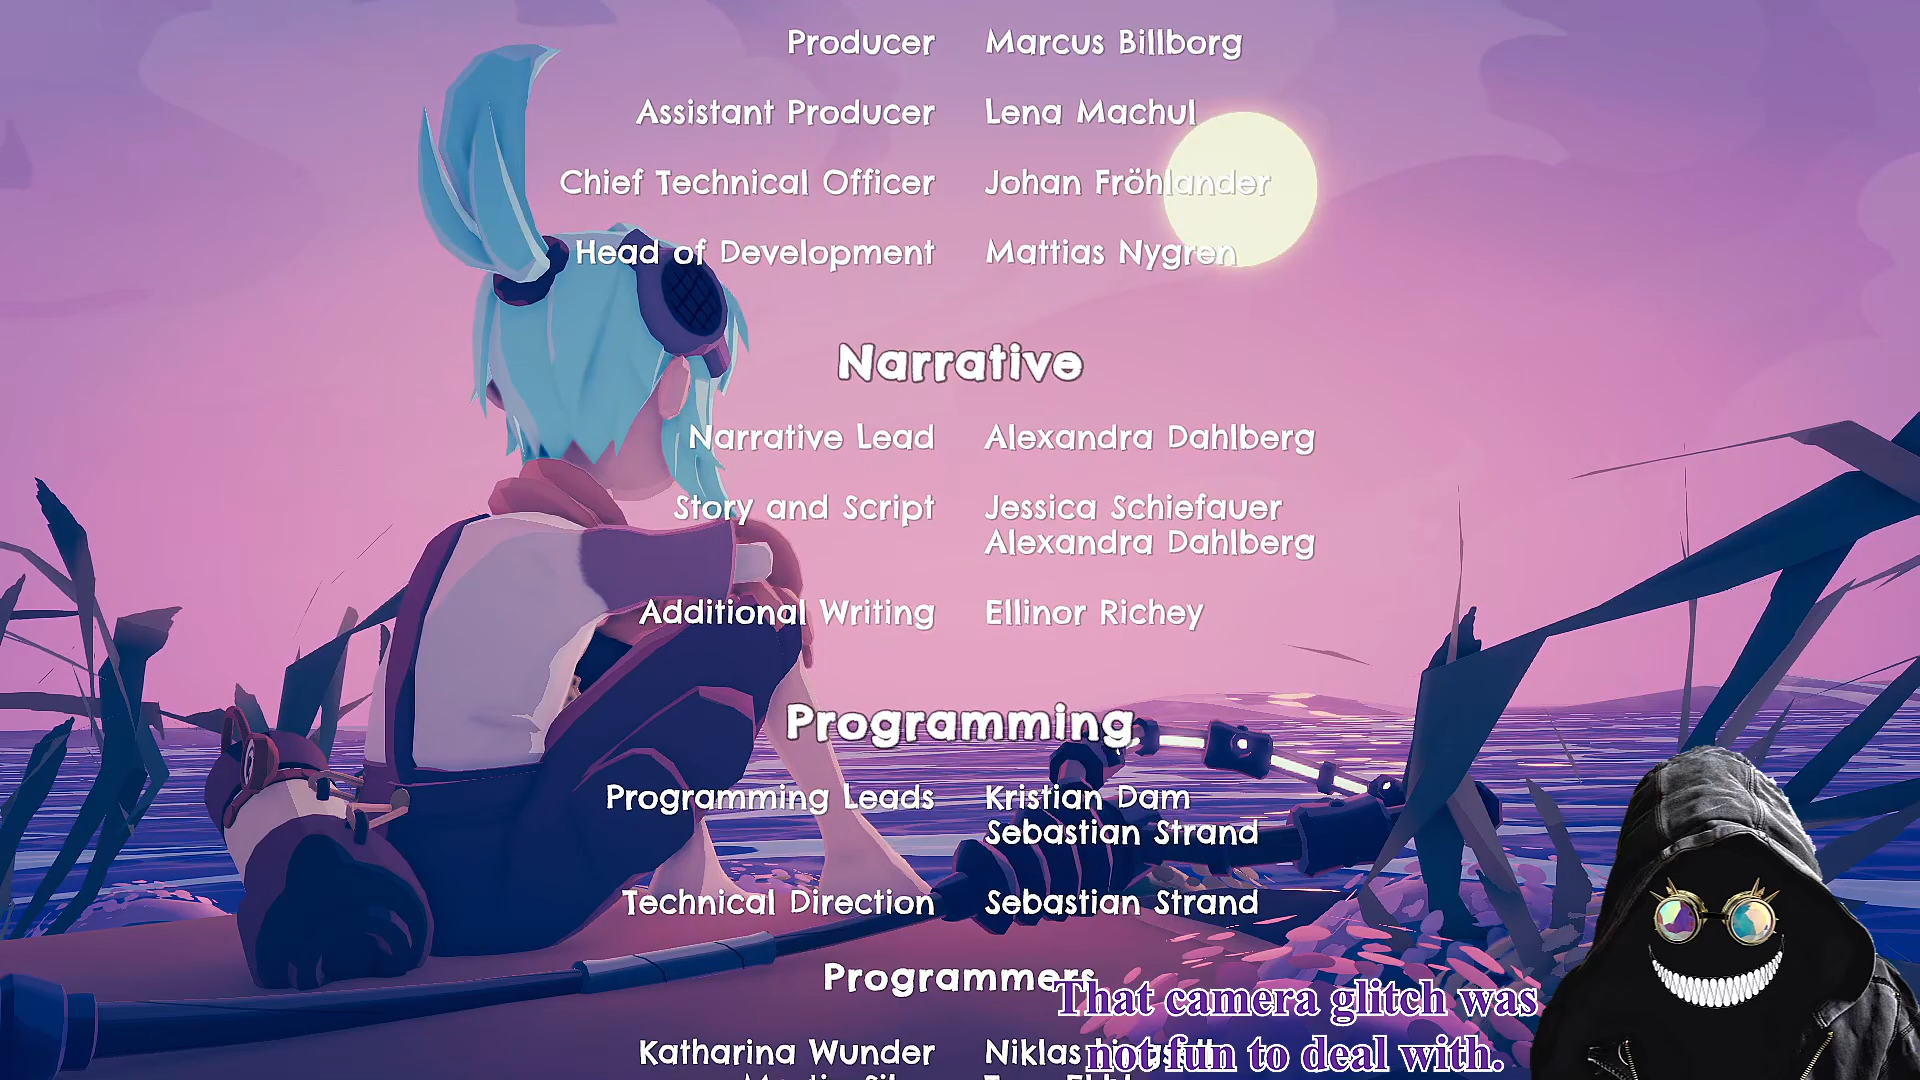 Producer Marcus Billborg
Assistant Producer Lena Machul
Chief Technical Officer Johan Fröhlander
Head of Development Mattias Nygren
Narrative
Narrative Lead Alexandra Dahlberg
Story and Script Jessica Schiefauer
Alexandra Dahlberg
Additional Writing Ellinor Richey
Programming
Programming Leads Kristian Dam
Sebastian Strand
Technical Direction Sebastian Strand
Programmers
That camera glitch was
Katharina Wunder Niklas
not fun to deal with.